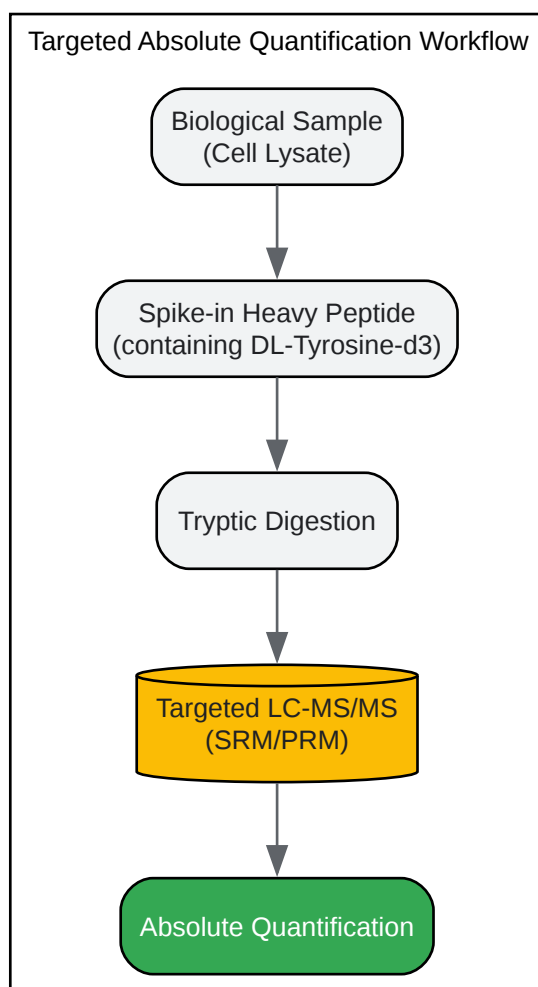 Targeted Absolute Quantification Workflow
Biological Sample
(Cell Lysate)
Spike-in Heavy Peptide
(containing DL-Tyrosine-d3)
Tryptic Digestion
Targeted LC-MS/MS
(SRM/PRM)
Absolute Quantification